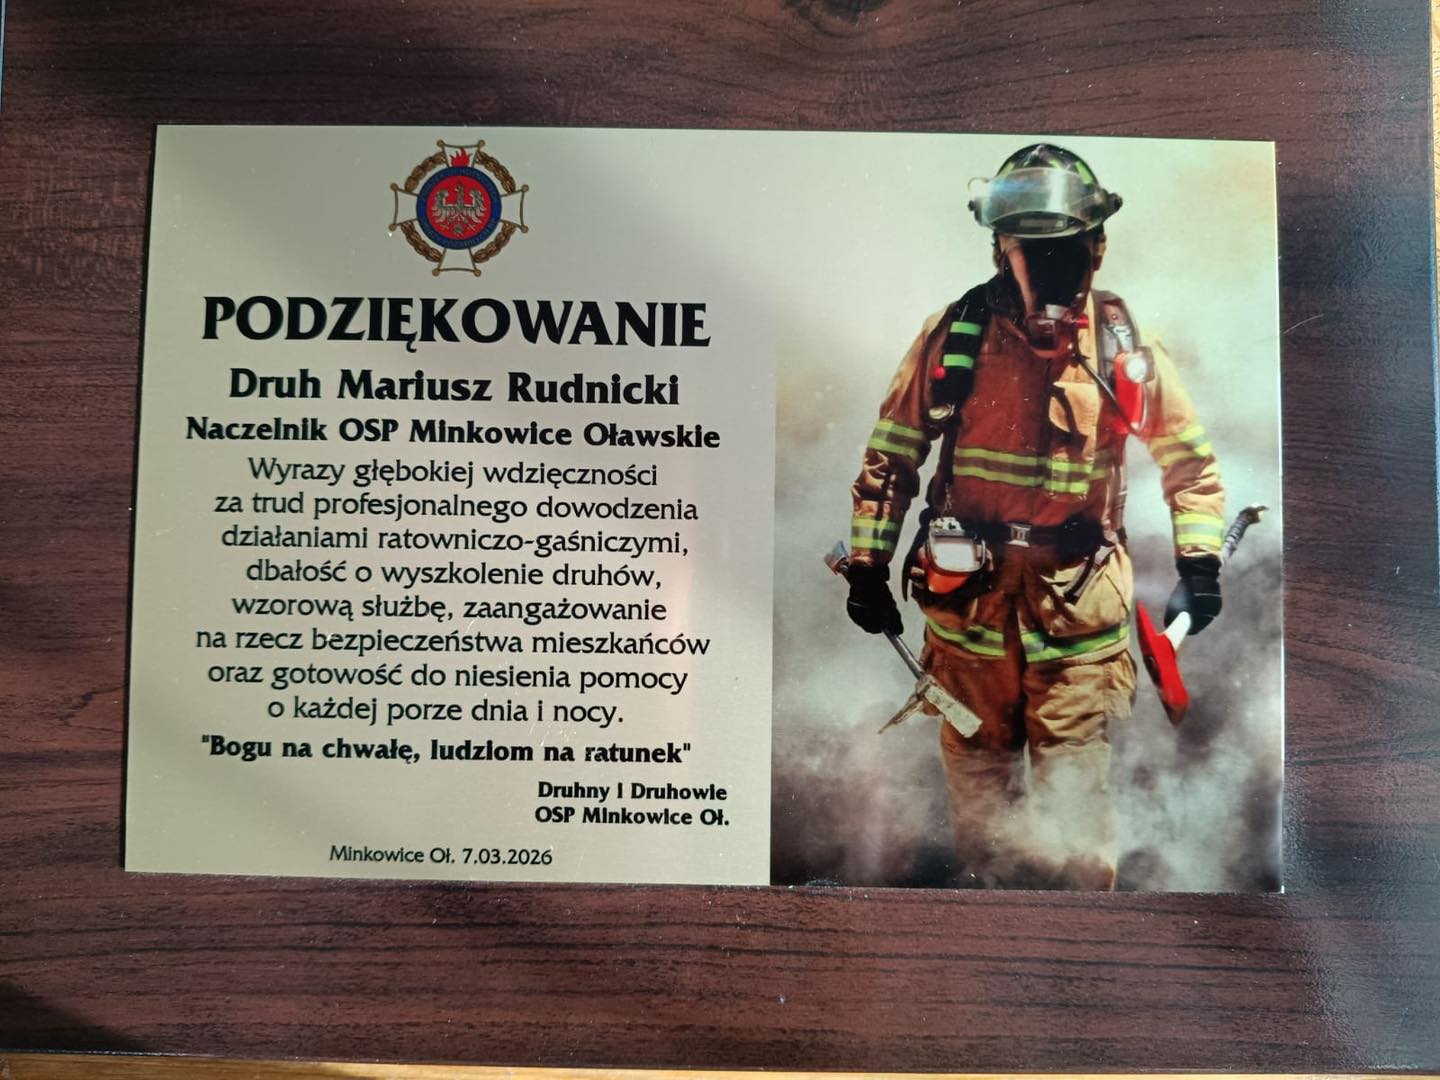 PODZIĘKOWANIE
Druh Mariusz Rudnicki
Naczelnik OSP Minkowice Oławskie
Wyrazy głębokiej wdzięczności
za trud profesjonalnego dowodzenia
działaniami ratowniczo-gaśniczymi,
dbałość o wyszkolenie druhów,
wzorową służbę, zaangażowanie
na rzecz bezpieczeństwa mieszkańców
oraz gotowość do niesienia pomocy
o każdej porze dnia i nocy.
"Bogu na chwałę, ludziom na ratunek"
Druhny i Druhowie
OSP Minkowice Oł.
Minkowice Oł. 7.03.2026